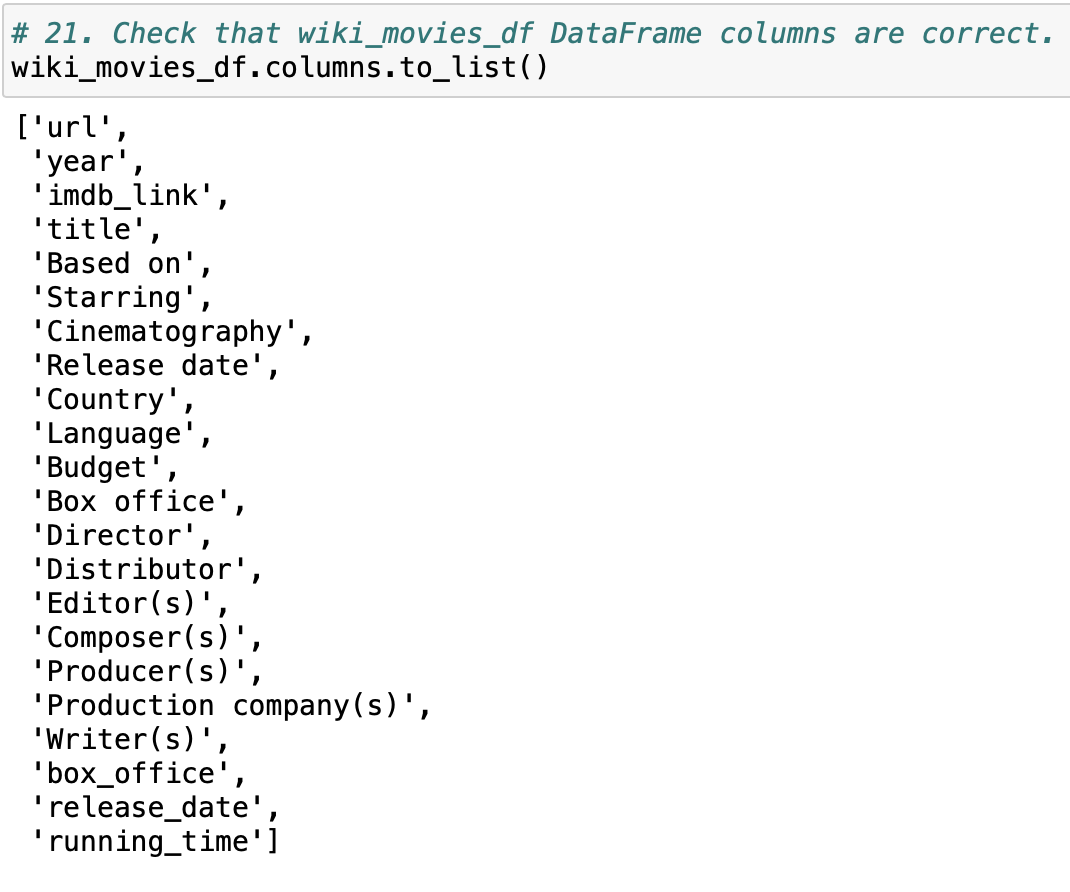 # 21. Check that wiki_movies_df DataFrame columns are correct.
wiki_movies_df.columns.to_list()
['url',
 'year',
 'imdb_link',
 'title',
 'Based on',
 'Starring',
 'Cinematography',
 'Release date',
 'Country',
 'Language',
 'Budget',
 'Box office',
 'Director',
 'Distributor',
 'Editor(s)',
 'Composer(s)',
 'Producer(s)',
 'Production company(s)',
 'Writer(s)',
 'box_office',
 'release_date',
 'running_time']